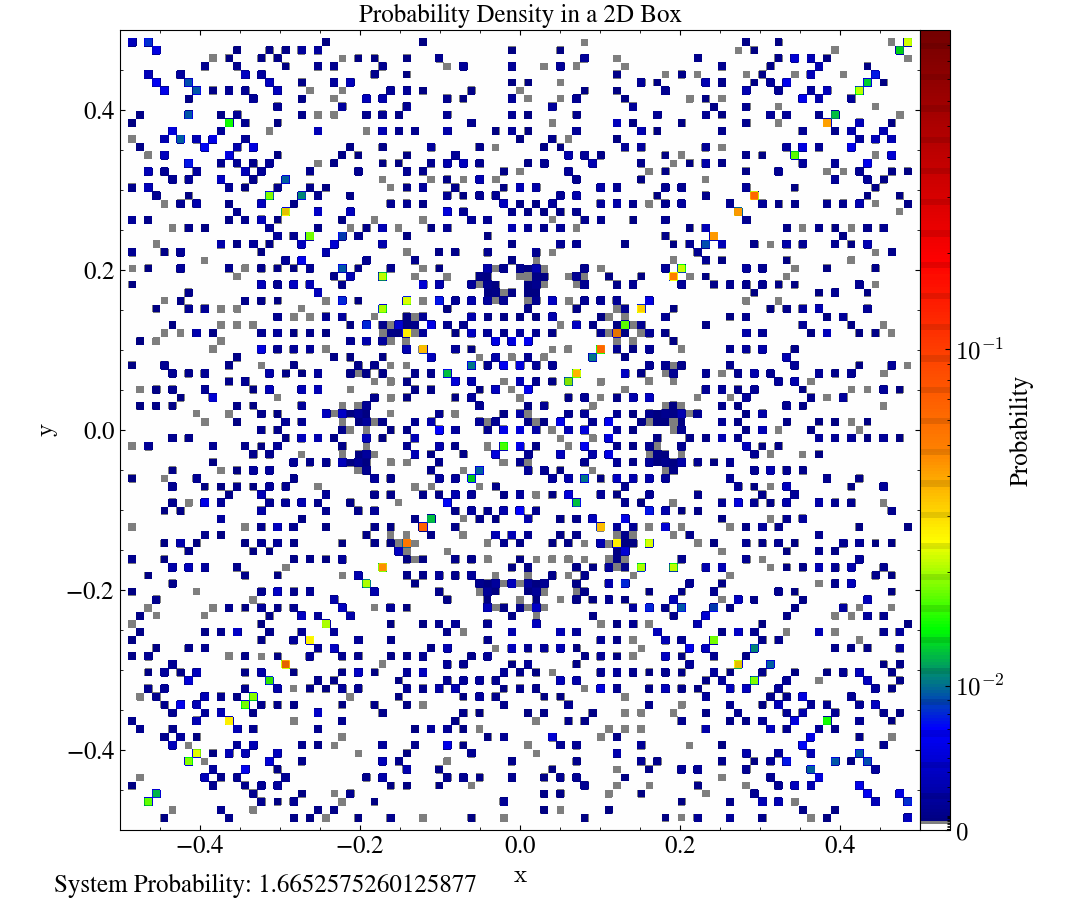 Probability Density in a 2D Box
0.4
0.2
0.0
−0.2
−0.4
y
−0.4 −0.2 0.0 0.2 0.4
x
10⁻¹
10⁻²
0
Probability
System Probability: 1.6652575260125877